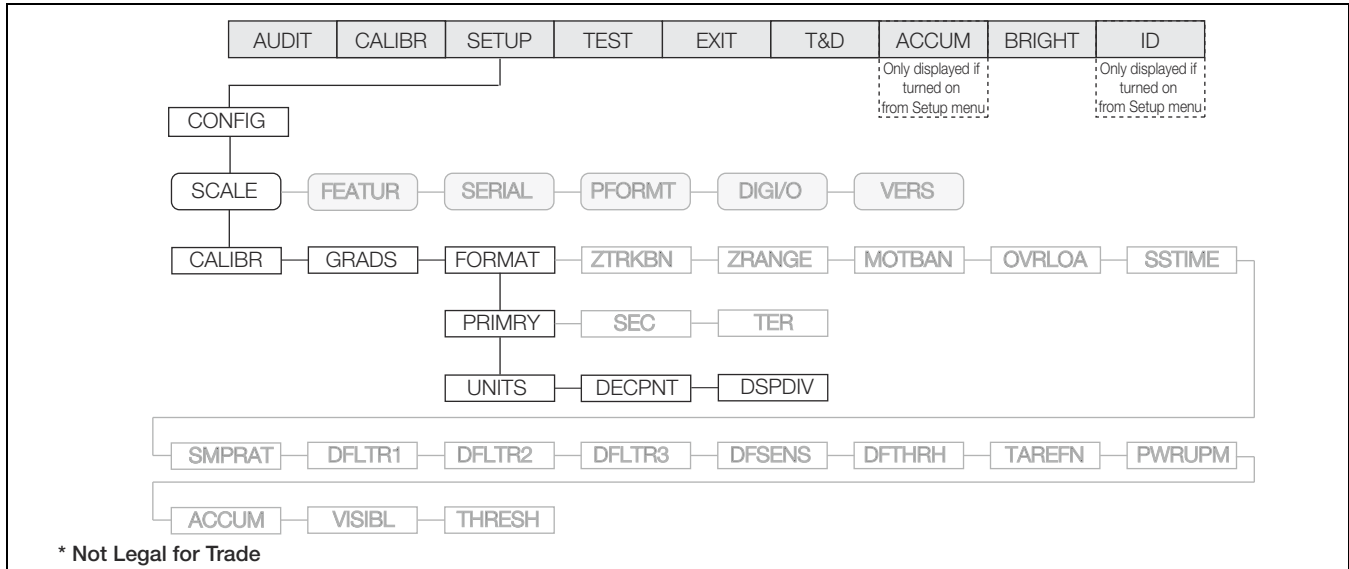 AUDIT CALIBR SETUP TEST EXIT T&D ACCUM BRIGHT ID
Only displayed if turned on from Setup menu
Only displayed if turned on from Setup menu
CONFIG
SCALE FEATUR SERIAL PFORMT DIGI/O VERS
CALIBR GRADS FORMAT ZTRKBN ZRANGE MOTBAN OVRLOA SSTIME
PRIMRY SEC TER
UNITS DECPNT DSPDIV
SMPRAT DFLTR1 DFLTR2 DFLTR3 DFSENS DFTHRH TAREFN PWRUPM
ACCUM VISIBL THRESH
* Not Legal for Trade